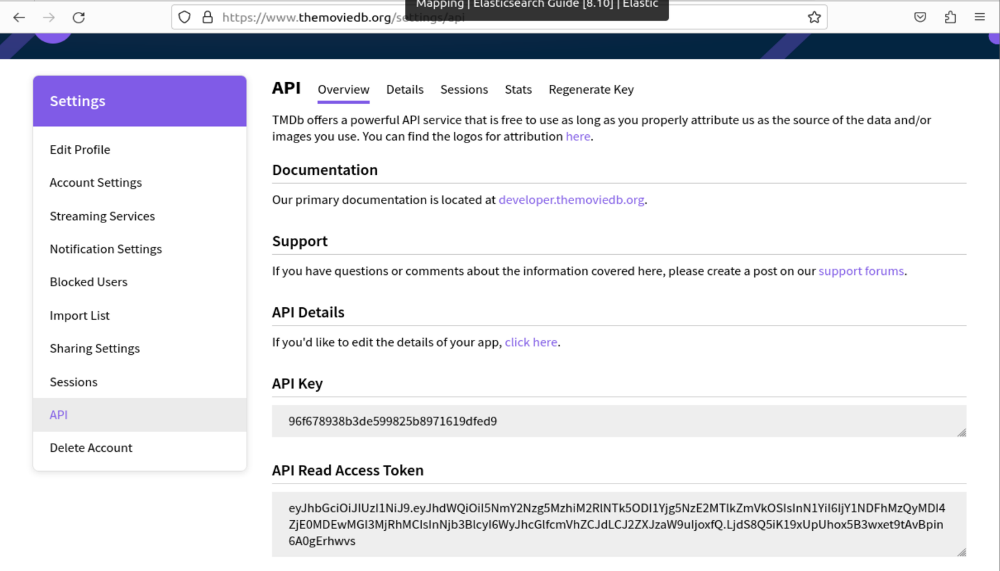 Mapping | Elasticsearch Guide [8.10] | Elastic
https://www.themoviedb.org/settings/api
Settings
Edit Profile
Account Settings
Streaming Services
Notification Settings
Blocked Users
Import List
Sharing Settings
Sessions
API
Delete Account
API Overview Details Sessions Stats Regenerate Key
TMDb offers a powerful API service that is free to use as long as you properly attribute us as the source of the data and/or
images you use. You can find the logos for attribution here.
Documentation
Our primary documentation is located at developer.themoviedb.org.
Support
If you have questions or comments about the information covered here, please create a post on our support forums.
API Details
If you'd like to edit the details of your app, click here.
API Key
96f678938b3de599825b8971619dfed9
API Read Access Token
eyJhbGciOiJIUzI1NiJ9.eyJhdWQiOiI5NmY2Nzg5MzhiM2RlNTk5ODI1Yjg5NzE2MTlkZmVkOSIsInN1YiI6IjY1NDFhMzQyMDI4
ZjE0MDEwMGI3MjRhMCIsInNjb3BlcyI6WyJhcGlfcmVhZCJdLCJ2ZXJzaW9uIjoxfQ.LjdS8Q5iK19xUpUhox5B3wxet9tAvBpin
6A0gErhwvs